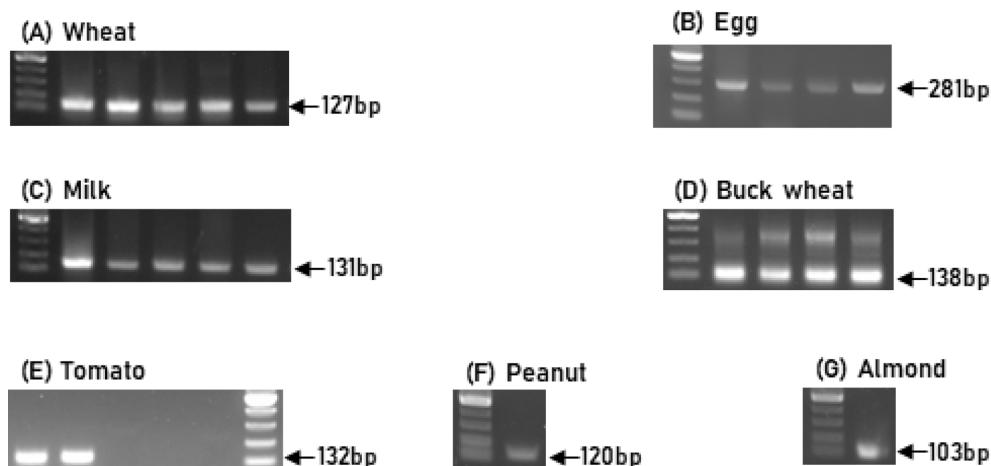 (A) Wheat
127bp
(B) Egg
281bp
(C) Milk
131bp
(D) Buck wheat
138bp
(E) Tomato
132bp
(F) Peanut
120bp
(G) Almond
103bp